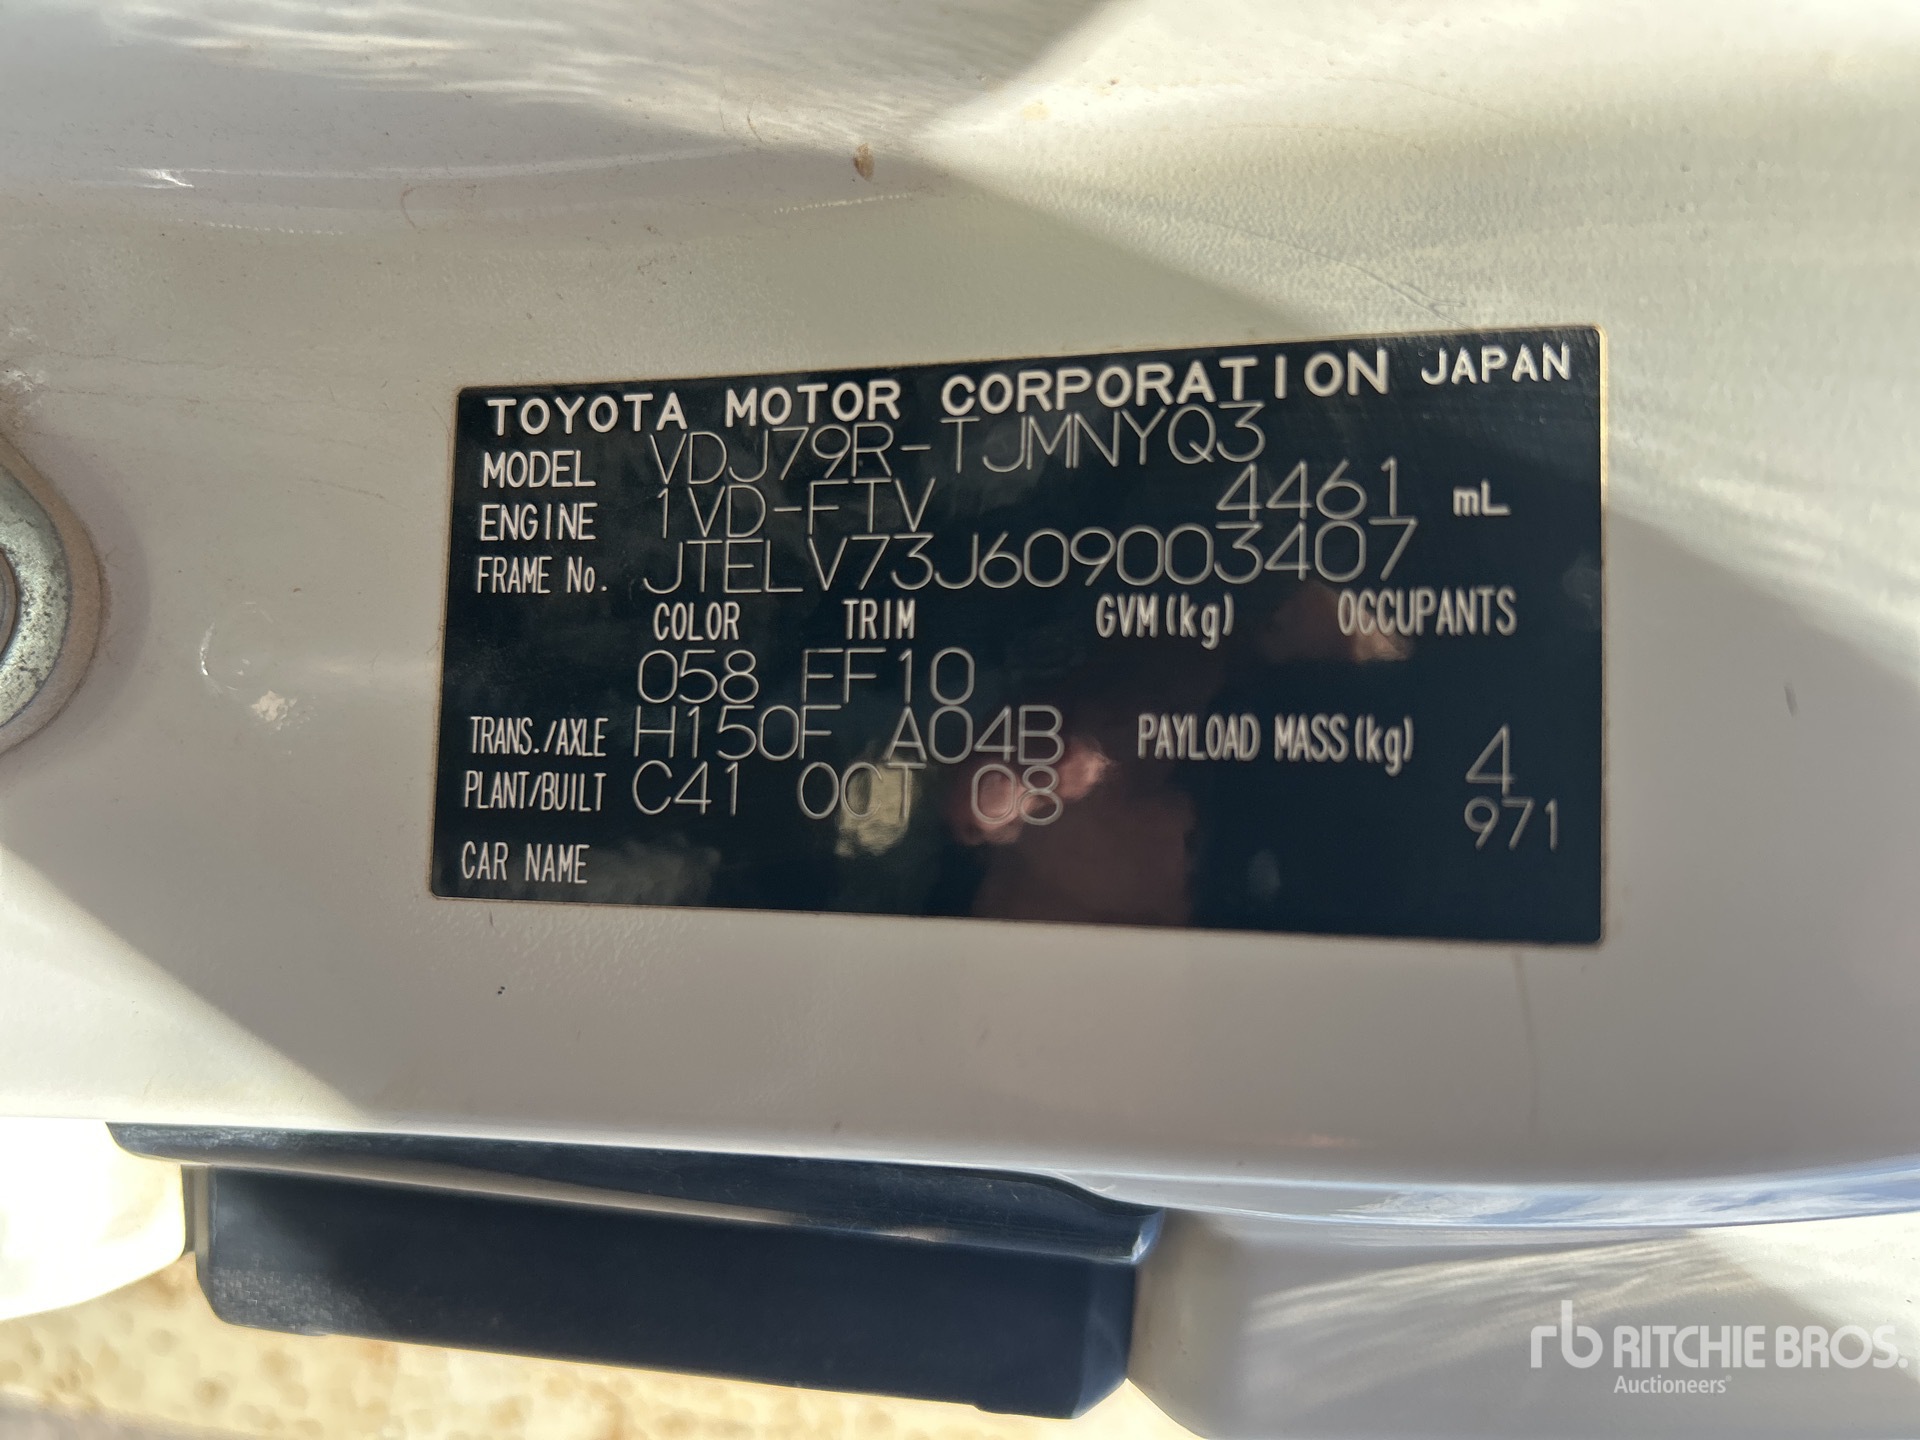 TOYOTA MOTOR CORPORATION JAPAN
MODEL VDJ79R-TJMNYQ3
ENGINE 1VD-FTV 4461 mL
FRAME No. JTELV73J609003407
COLOR TRIM GVM(kg) OCCUPANTS
058 FF10
TRANS./AXLE H150F A04B PAYLOAD MASS(kg) 4
PLANT/BUILT C41 OCT 08 971
CAR NAME
rb RITCHIE BROS.
Auctioneers